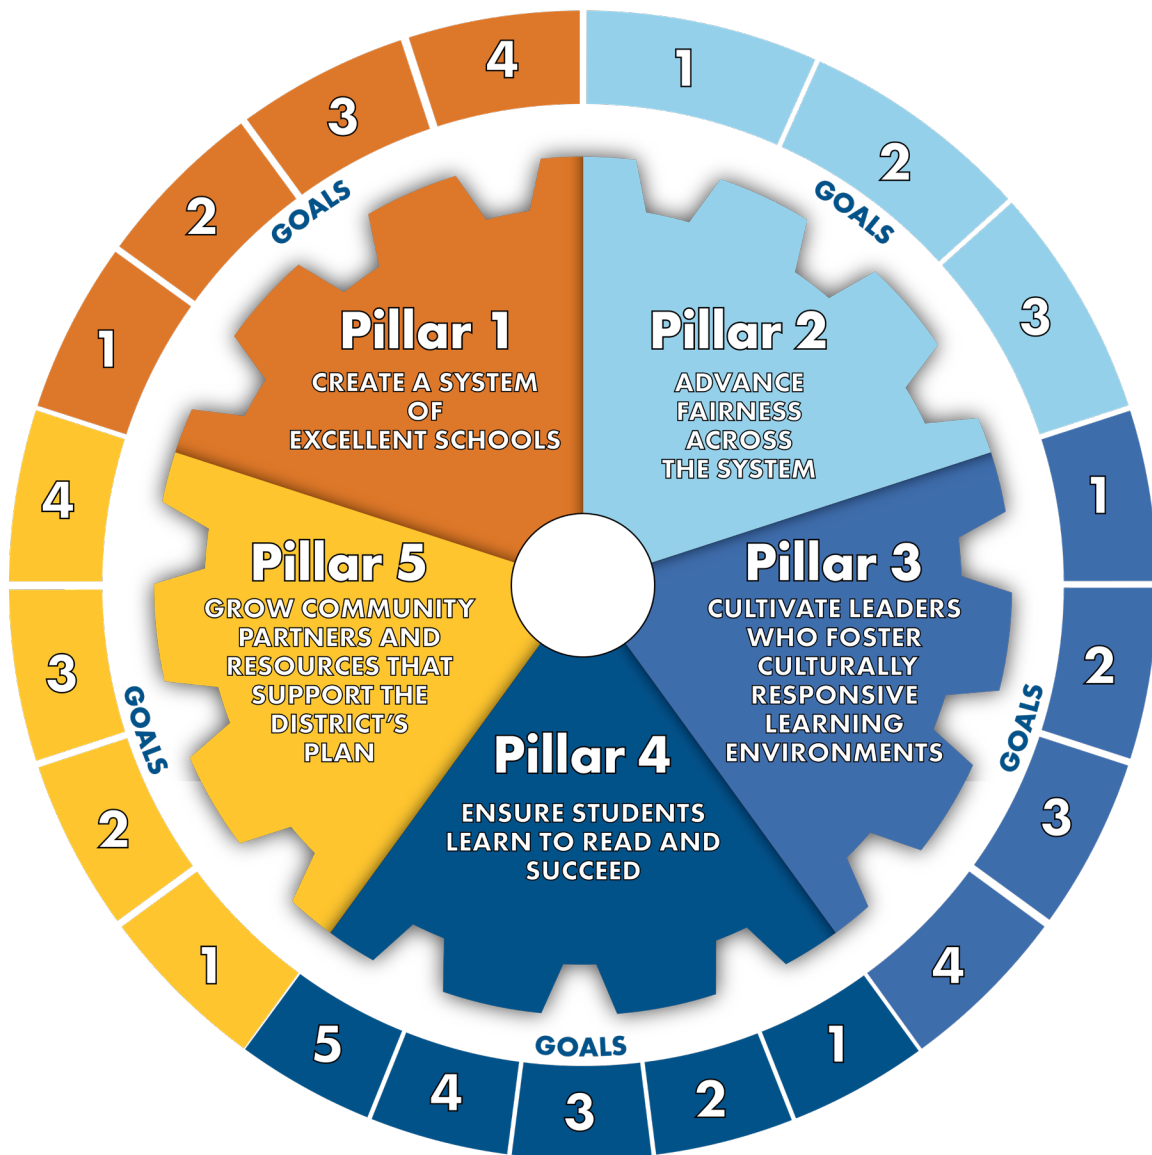 Pillar 1
CREATE A SYSTEM
OF
EXCELLENT SCHOOLS
GOALS
1
2
3
4
Pillar 2
ADVANCE
FAIRNESS
ACROSS
THE SYSTEM
GOALS
1
2
3
Pillar 3
CULTIVATE LEADERS
WHO FOSTER
CULTURALLY
RESPONSIVE
LEARNING
ENVIRONMENTS
GOALS
1
2
3
4
Pillar 4
ENSURE STUDENTS
LEARN TO READ AND
SUCCEED
GOALS
1
2
3
4
5
Pillar 5
GROW COMMUNITY
PARTNERS AND
RESOURCES THAT
SUPPORT THE
DISTRICT'S
PLAN
GOALS
1
2
3
4